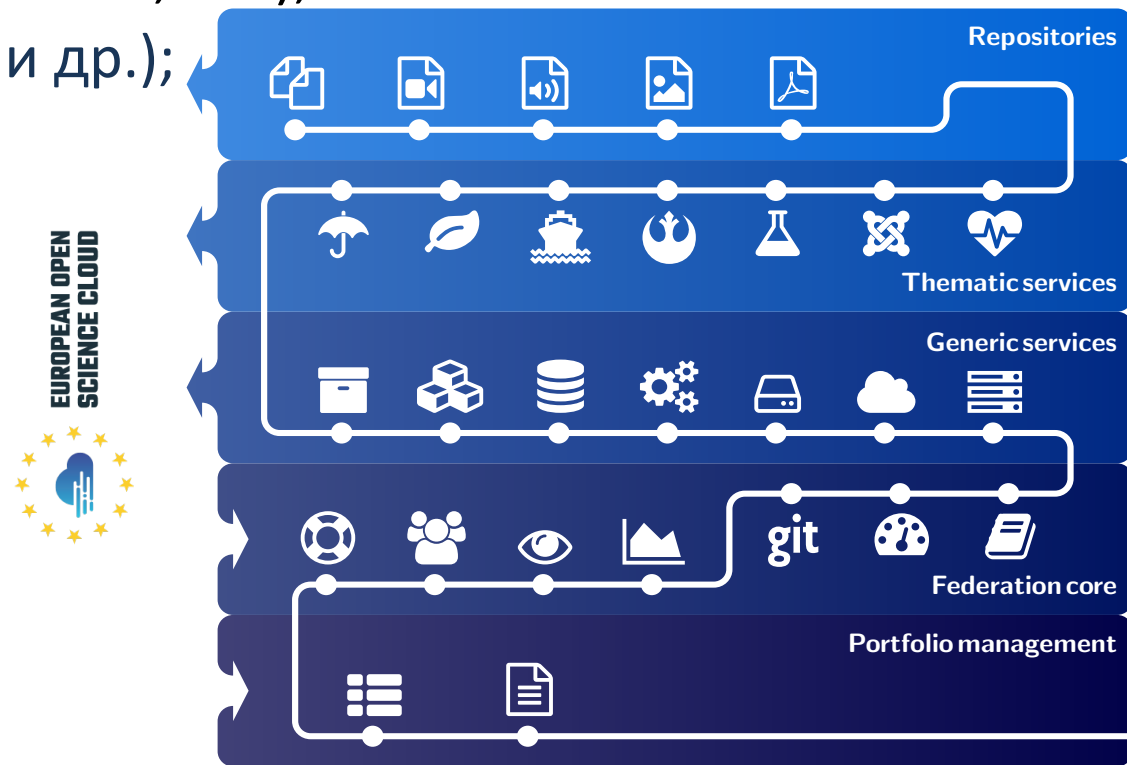 и др.);
Repositories
Thematic services
EUROPEAN OPEN
SCIENCE CLOUD
Generic services
git
Federation core
Portfolio management